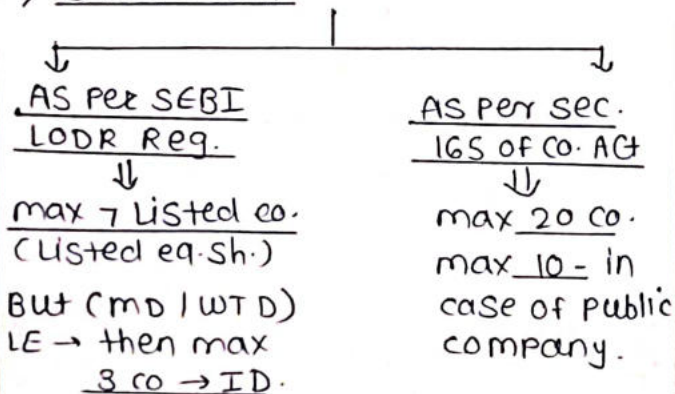 As per SEBI
LODR Reg.
⇓
max 7 Listed co.
(Listed eq.sh.)
But (MD / WTD)
LE → then max
3 co → ID.
As per sec.
165 of co. Act
⇓
max 20 co.
max 10 - in
case of public
company.